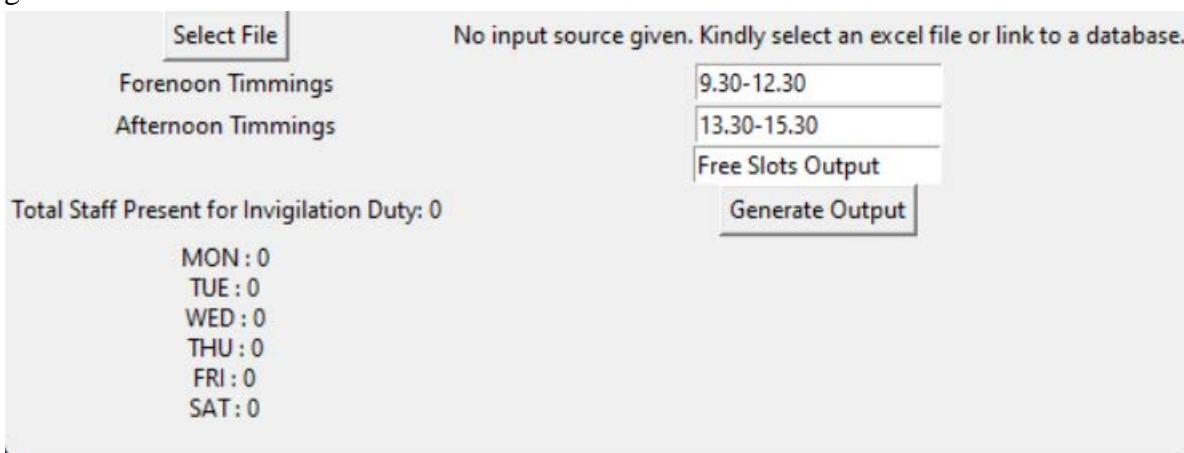 Select File No input source given. Kindly select an excel file or link to a database.
Forenoon Timmings 9.30-12.30
Afternoon Timmings 13.30-15.30
Free Slots Output
Total Staff Present for Invigilation Duty: 0 Generate Output
MON : 0
TUE : 0
WED : 0
THU : 0
FRI : 0
SAT : 0